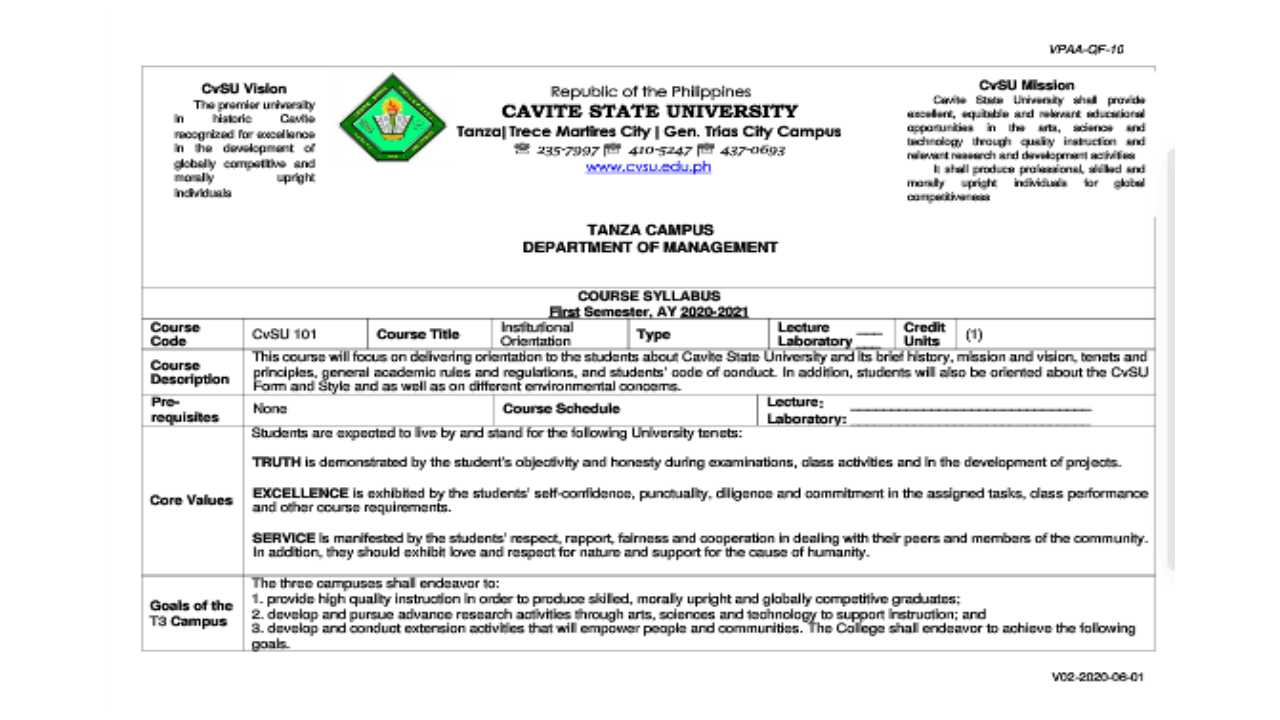 VPAA-QF-10
CvSU Vision
The premier university
in historic Cavite
recognized for excellence
in the development of
globally competitive and
morally upright
individuals
Republic of the Philippines
CAVITE STATE UNIVERSITY
Tanza| Trece Martires City | Gen. Trias City Campus
☏ 235-7997 |☏ 410-5247 |☏ 437-0693
www.cvsu.edu.ph
CvSU Mission
Cavite State University shall provide
excellent, equitable and relevant educational
opportunities in the arts, science and
technology through quality instruction and
relevant research and development activities
It shall produce professional, skilled and
morally upright individuals for global
competitiveness
TANZA CAMPUS
DEPARTMENT OF MANAGEMENT
COURSE SYLLABUS
First Semester, AY 2020-2021
Course Code
CvSU 101
Course Title
Institutional Orientation
Type
Lecture ___
Laboratory ___
Credit Units
(1)
Course Description
This course will focus on delivering orientation to the students about Cavite State University and its brief history, mission and vision, tenets and
principles, general academic rules and regulations, and students' code of conduct. In addition, students will also be oriented about the CvSU
Form and Style and as well as on different environmental concerns.
Pre-requisites
None
Course Schedule
Lecture: ______________________________
Laboratory: ______________________________
Core Values
Students are expected to live by and stand for the following University tenets:
TRUTH is demonstrated by the student's objectivity and honesty during examinations, class activities and in the development of projects.
EXCELLENCE is exhibited by the students' self-confidence, punctuality, diligence and commitment in the assigned tasks, class performance
and other course requirements.
SERVICE is manifested by the students' respect, rapport, fairness and cooperation in dealing with their peers and members of the community.
In addition, they should exhibit love and respect for nature and support for the cause of humanity.
Goals of the
T3 Campus
The three campuses shall endeavor to:
1. provide high quality instruction in order to produce skilled, morally upright and globally competitive graduates;
2. develop and pursue advance research activities through arts, sciences and technology to support instruction; and
3. develop and conduct extension activities that will empower people and communities. The College shall endeavor to achieve the following
goals.
V02-2020-06-01